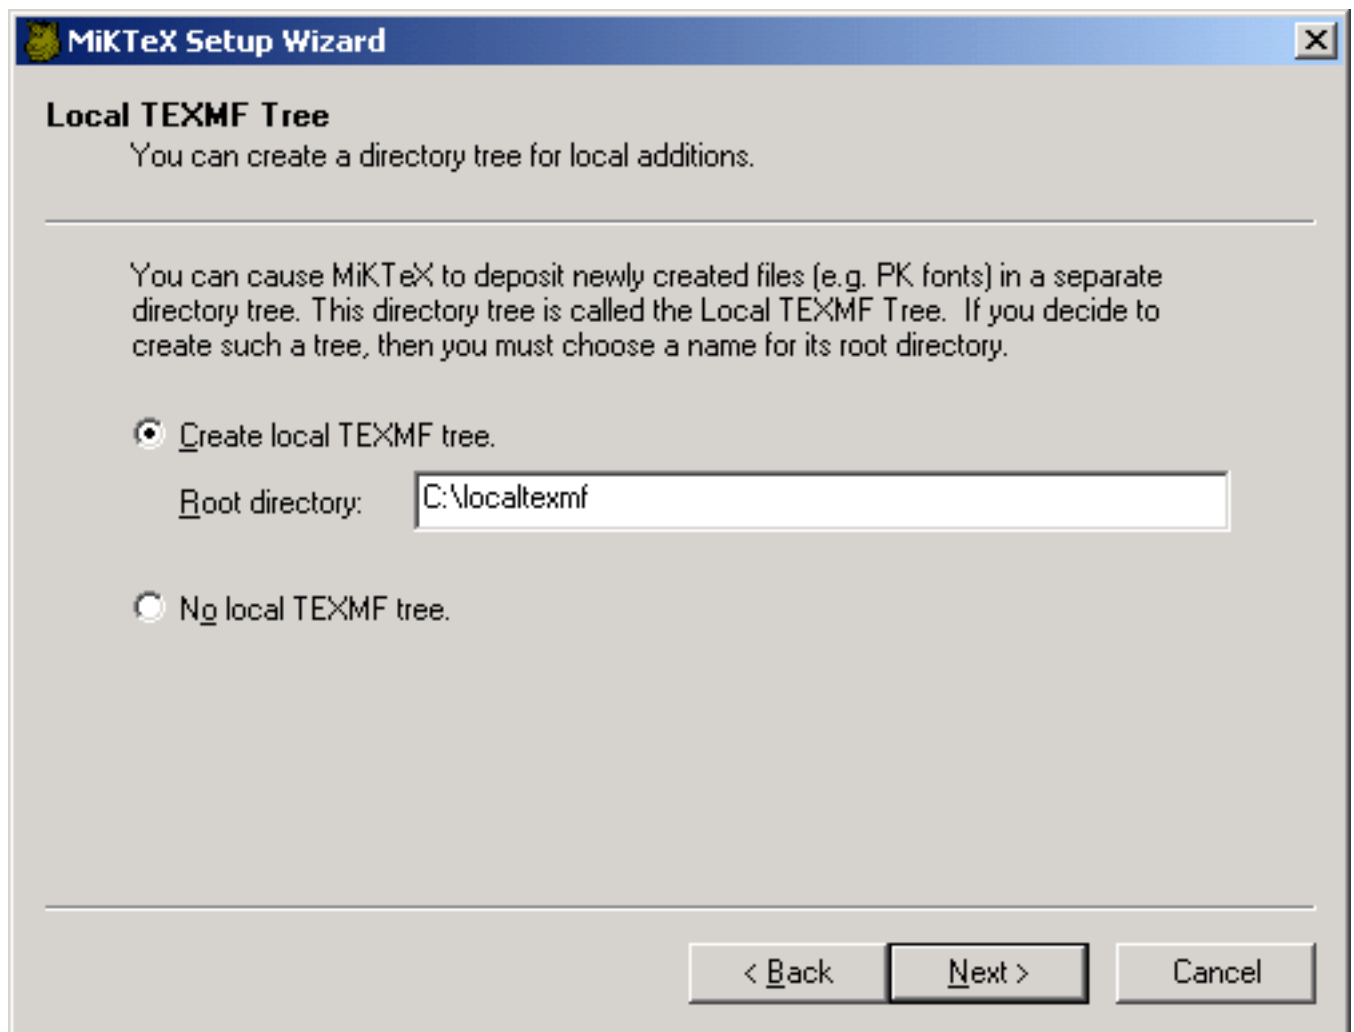 MiKTeX Setup Wizard
Local TEXMF Tree
You can create a directory tree for local additions.
You can cause MiKTeX to deposit newly created files (e.g. PK fonts) in a separate
directory tree. This directory tree is called the Local TEXMF Tree.  If you decide to
create such a tree, then you must choose a name for its root directory.
Create local TEXMF tree.
Root directory: C:\localtexmf
No local TEXMF tree.
< Back Next > Cancel